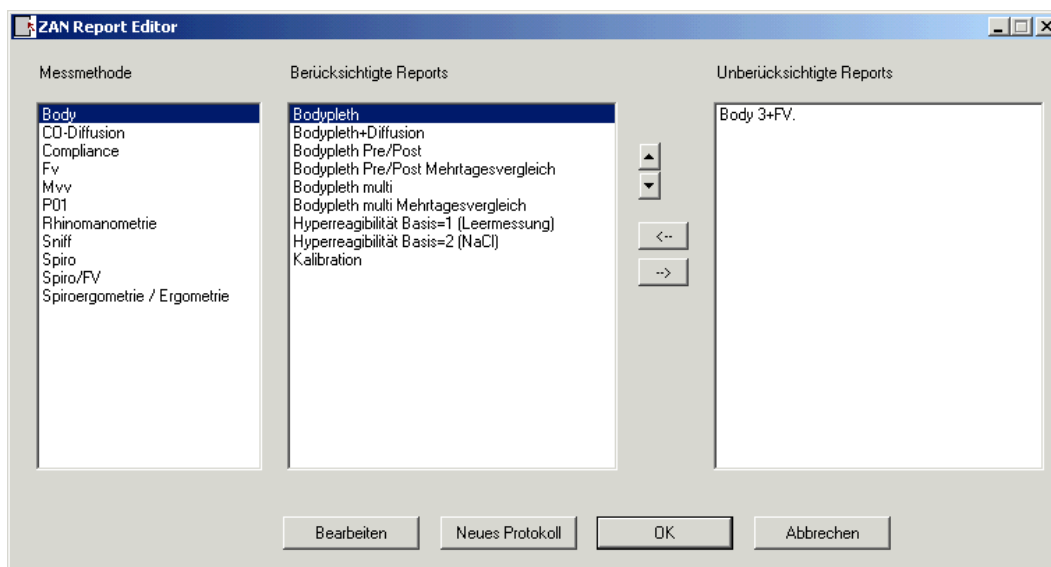 ZAN Report Editor
Messmethode
Berücksichtigte Reports
Unberücksichtigte Reports
Body
CO-Diffusion
Compliance
Fv
Mvv
P01
Rhinomanometrie
Sniff
Spiro
Spiro/FV
Spiroergometrie / Ergometrie
Bodypleth
Bodypleth+Diffusion
Bodypleth Pre/Post
Bodypleth Pre/Post Mehrtagesvergleich
Bodypleth multi
Bodypleth multi Mehrtagesvergleich
Hyperreagibilität Basis=1 (Leermessung)
Hyperreagibilität Basis=2 (NaCl)
Kalibration
<--
-->
Body 3+FV.
Bearbeiten
Neues Protokoll
OK
Abbrechen